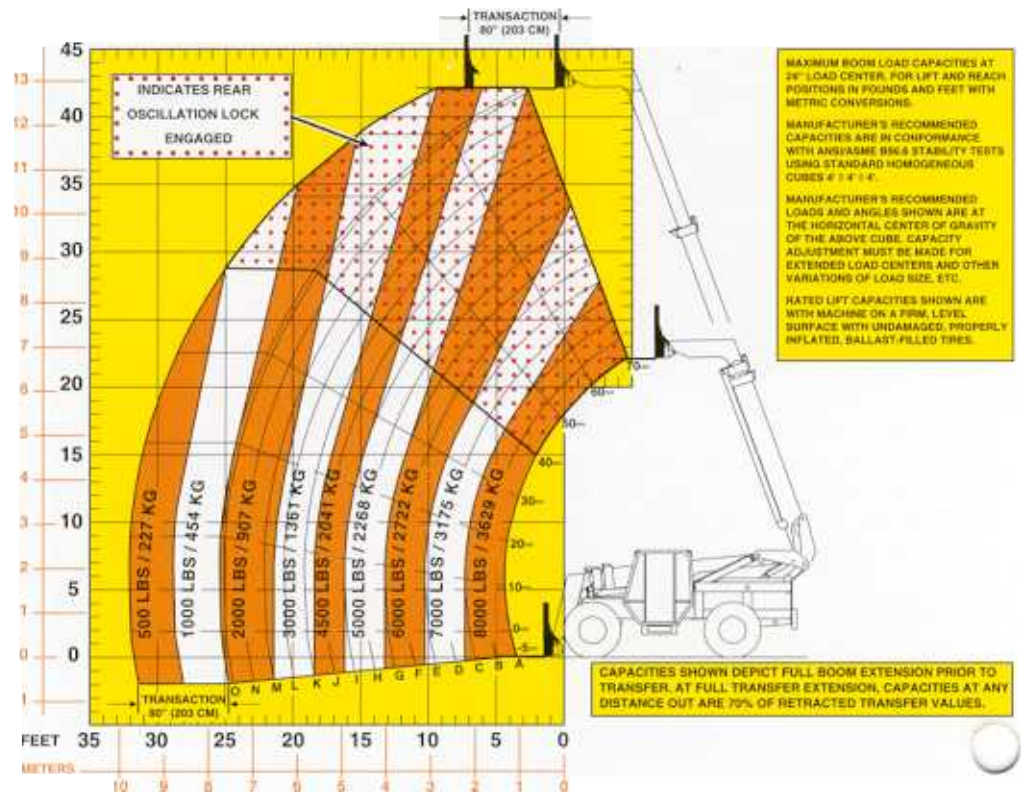 TRANSACTION
80" (203 CM)
INDICATES REAR
OSCILLATION LOCK
ENGAGED
MAXIMUM BOOM LOAD CAPACITIES AT
24" LOAD CENTER, FOR LIFT AND REACH
POSITIONS IN POUNDS AND FEET WITH
METRIC CONVERSIONS.
MANUFACTURER'S RECOMMENDED
CAPACITIES ARE IN CONFORMANCE
WITH ANSI/ASME B56.6 STABILITY TESTS
USING STANDARD HOMOGENEOUS
CUBES 4' X 4' X 4'.
MANUFACTURER'S RECOMMENDED
LOADS AND ANGLES SHOWN ARE AT
THE HORIZONTAL CENTER OF GRAVITY
OF THE ABOVE CUBE. CAPACITY
ADJUSTMENT MUST BE MADE FOR
EXTENDED LOAD CENTERS AND OTHER
VARIATIONS OF LOAD SIZE, ETC.
RATED LIFT CAPACITIES SHOWN ARE
WITH MACHINE ON A FIRM, LEVEL
SURFACE WITH UNDAMAGED, PROPERLY
INFLATED, BALLAST-FILLED TIRES.
45
40
35
30
25
20
15
10
5
0
13
12
11
10
9
8
7
6
5
4
3
2
1
0
1
70
60
50
40
30
20
10
0
-5
500 LBS / 227 KG
1000 LBS / 454 KG
2000 LBS / 907 KG
3000 LBS / 1361 KG
4500 LBS / 2041 KG
5000 LBS / 2268 KG
6000 LBS / 2722 KG
7000 LBS / 3175 KG
8000 LBS / 3629 KG
O N M L K J I H G F E D C B A
TRANSACTION
80" (203 CM)
CAPACITIES SHOWN DEPICT FULL BOOM EXTENSION PRIOR TO
TRANSFER. AT FULL TRANSFER EXTENSION, CAPACITIES AT ANY
DISTANCE OUT ARE 70% OF RETRACTED TRANSFER VALUES.
FEET 35 30 25 20 15 10 5 0
METERS
10 9 8 7 6 5 4 3 2 1 0